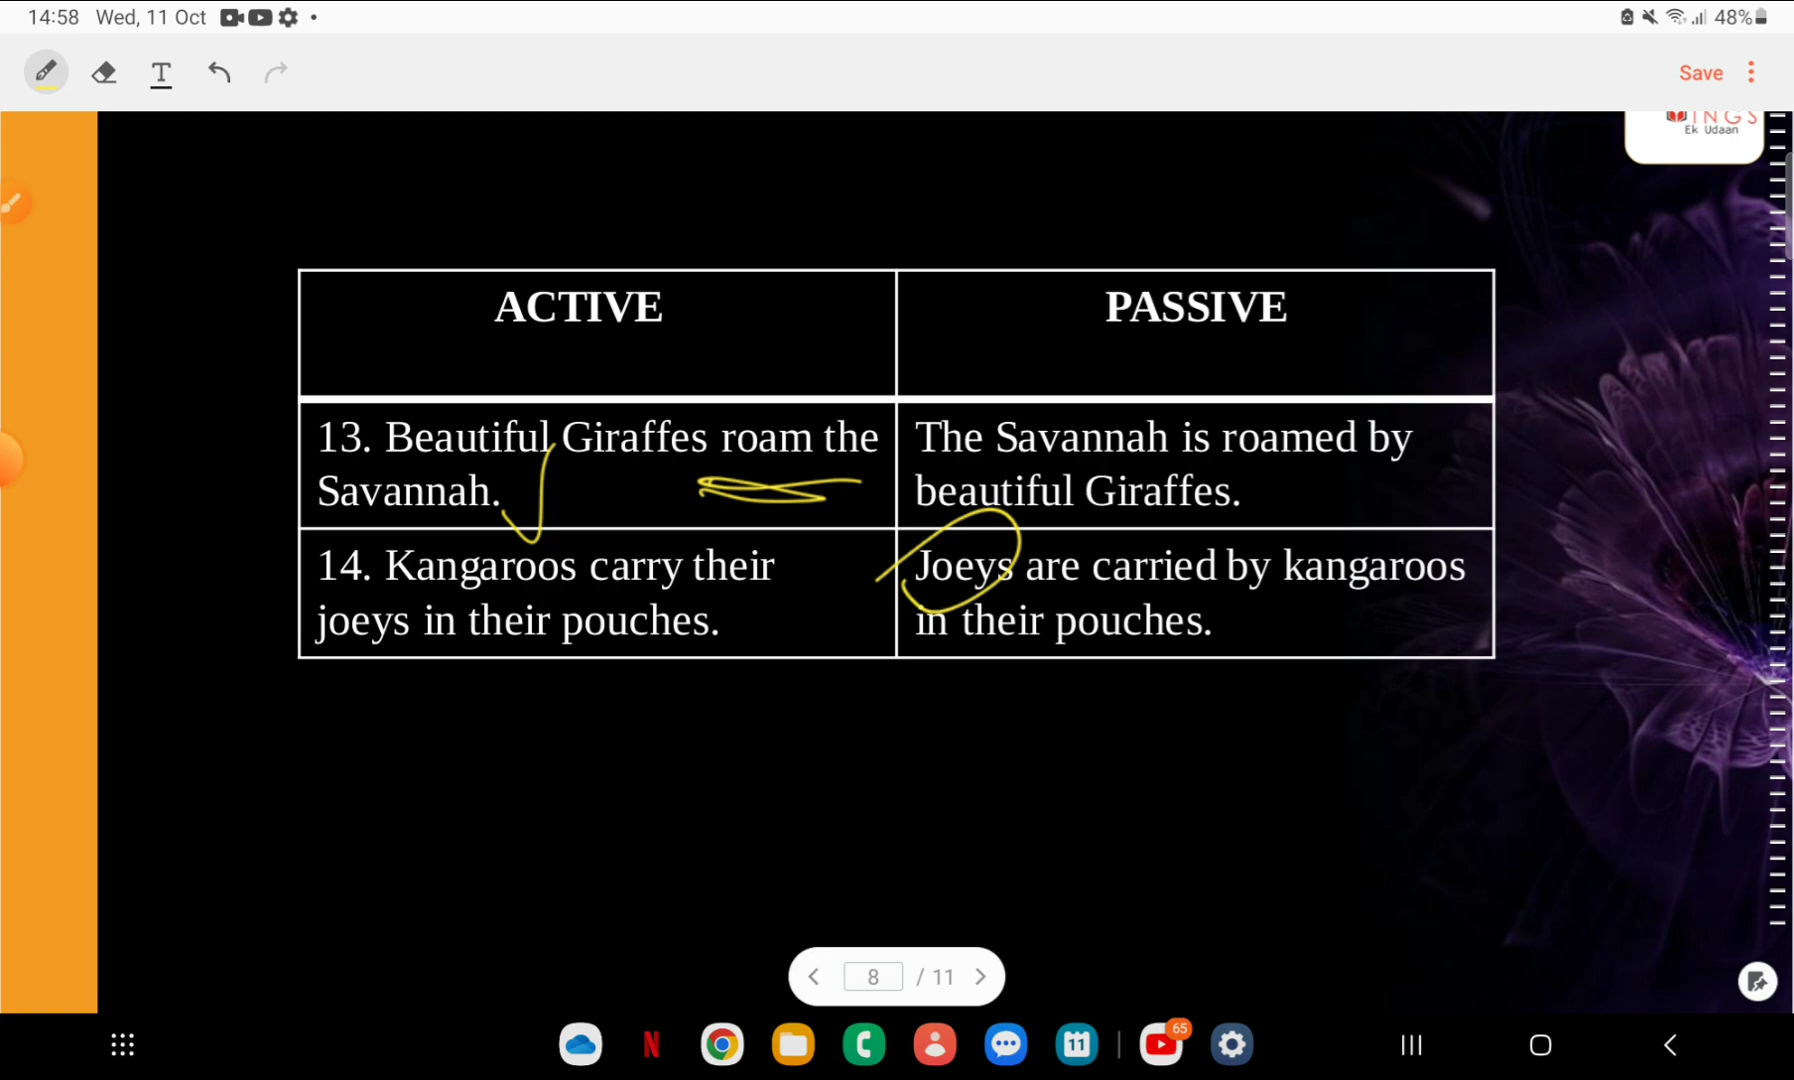 14:58 Wed, 11 Oct
48%
T
Save
INGS
Ek Udaan
ACTIVE
PASSIVE
13. Beautiful Giraffes roam the
Savannah.
The Savannah is roamed by
beautiful Giraffes.
14. Kangaroos carry their
joeys in their pouches.
Joeys are carried by kangaroos
in their pouches.
8 / 11
N
11
65